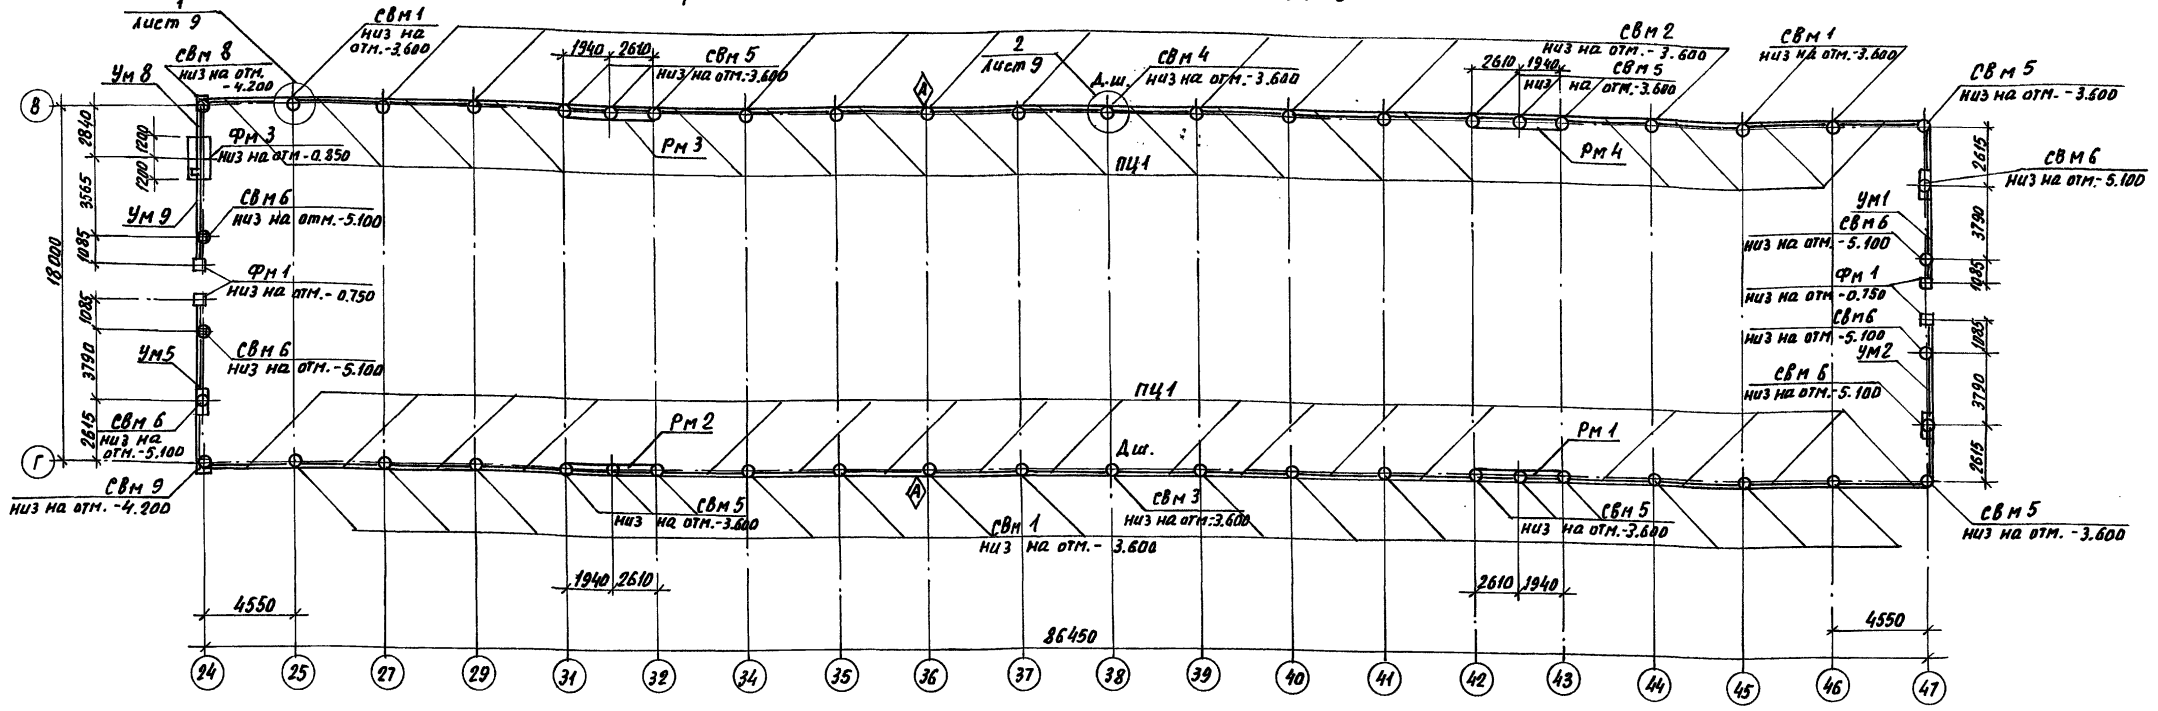 1
лист 9
СВм 1
низ на
отм.-3.600
СВм 8
низ на отм.
-4.200
Ум 8
1940
2610
СВм 5
низ на отм.-3.600
2
лист 9
Д.ш.
СВм 4
низ на отм.-3.600
СВм 2
низ на отм.-3.600
2610
1940
СВм 5
низ на отм.-3.600
СВм 1
низ на отм.-3.600
СВм 5
низ на отм.-3.600
А
В
2840
1200
1200
3565
1085
18000
1085
3790
2615
Фм 3
низ на отм-0.850
Ум 9
СВм 6
низ на отм.-5.100
Фм 1
низ на отм.-0.750
СВм 6
низ на отм.-5.100
Ум5
СВм 6
низ на
отм.-5.100
Г
СВм 9
низ на отм.-4.200
Рм 3
ПЦ1
Рм 4
2615
СВм 6
низ на отм.-5.100
3790
1085
Ум1
СВм6
низ на отм.-5.100
Фм 1
низ на отм-0.750
СВм6
низ на отм.-5.100
Ум2
СВм 6
низ на отм.-5.100
1085
3790
2615
ПЦ1
Рм 2
Д.ш.
Рм 1
А
СВм 5
низ на отм.-3.600
СВм 1
низ на отм.-3.600
СВм 3
низ на отм.-3.600
СВм 5
низ на отм.-3.600
СВм 5
низ на отм.-3.600
1940
2610
2610
1940
4550
4550
86450
24
25
27
29
31
32
34
35
36
37
38
39
40
41
42
43
44
45
46
47